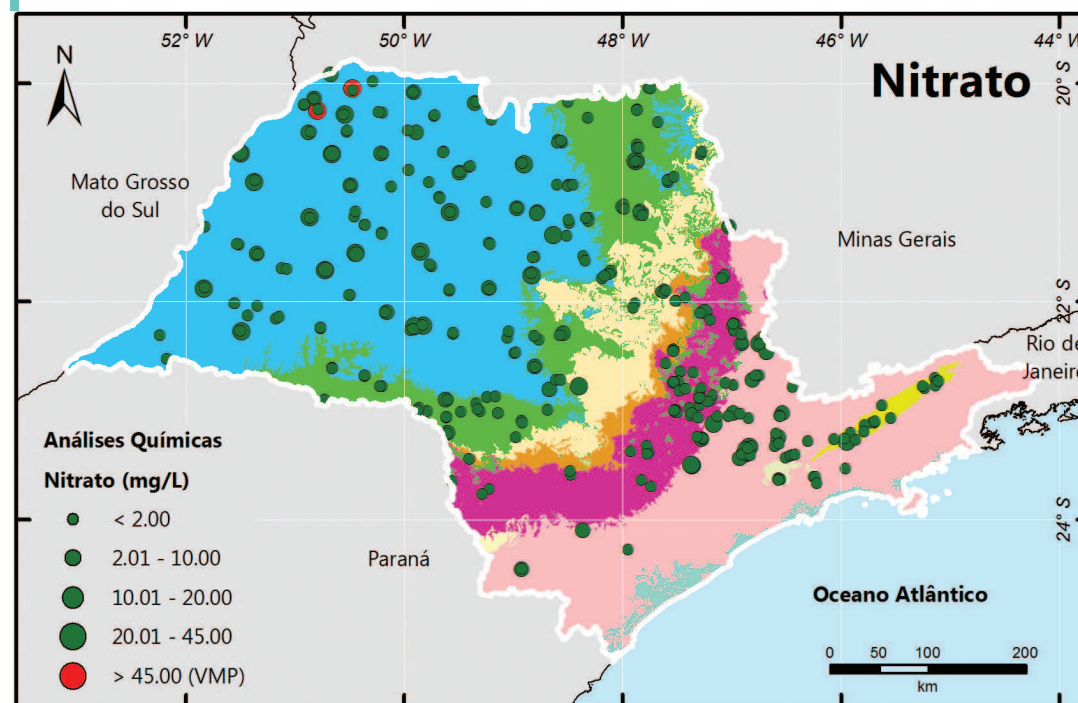 52° W
50° W
48° W
46° W
44° W
N
Nitrato
20° S
Mato Grosso
do Sul
Minas Gerais
22° S
Rio de
Janeiro
Análises Químicas
Nitrato (mg/L)
< 2.00
2.01 - 10.00
10.01 - 20.00
20.01 - 45.00
> 45.00 (VMP)
Paraná
24° S
Oceano Atlântico
0 50 100 200
km